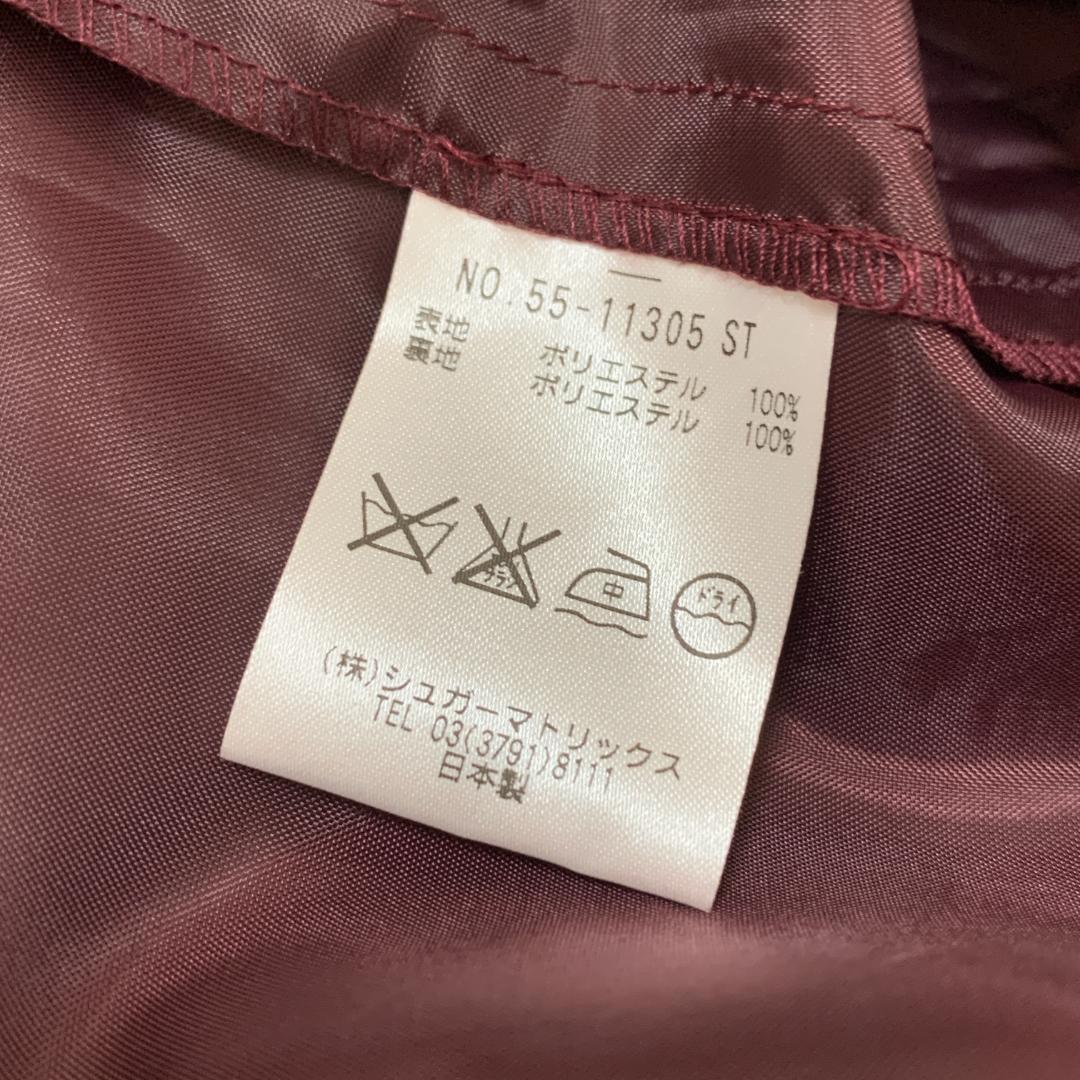 NO.55-11305 ST
表地 ポリエステル 100%
裏地 ポリエステル 100%
中
ドライ
(株)シュガーマトリックス
TEL 03(3791)8111
日本製